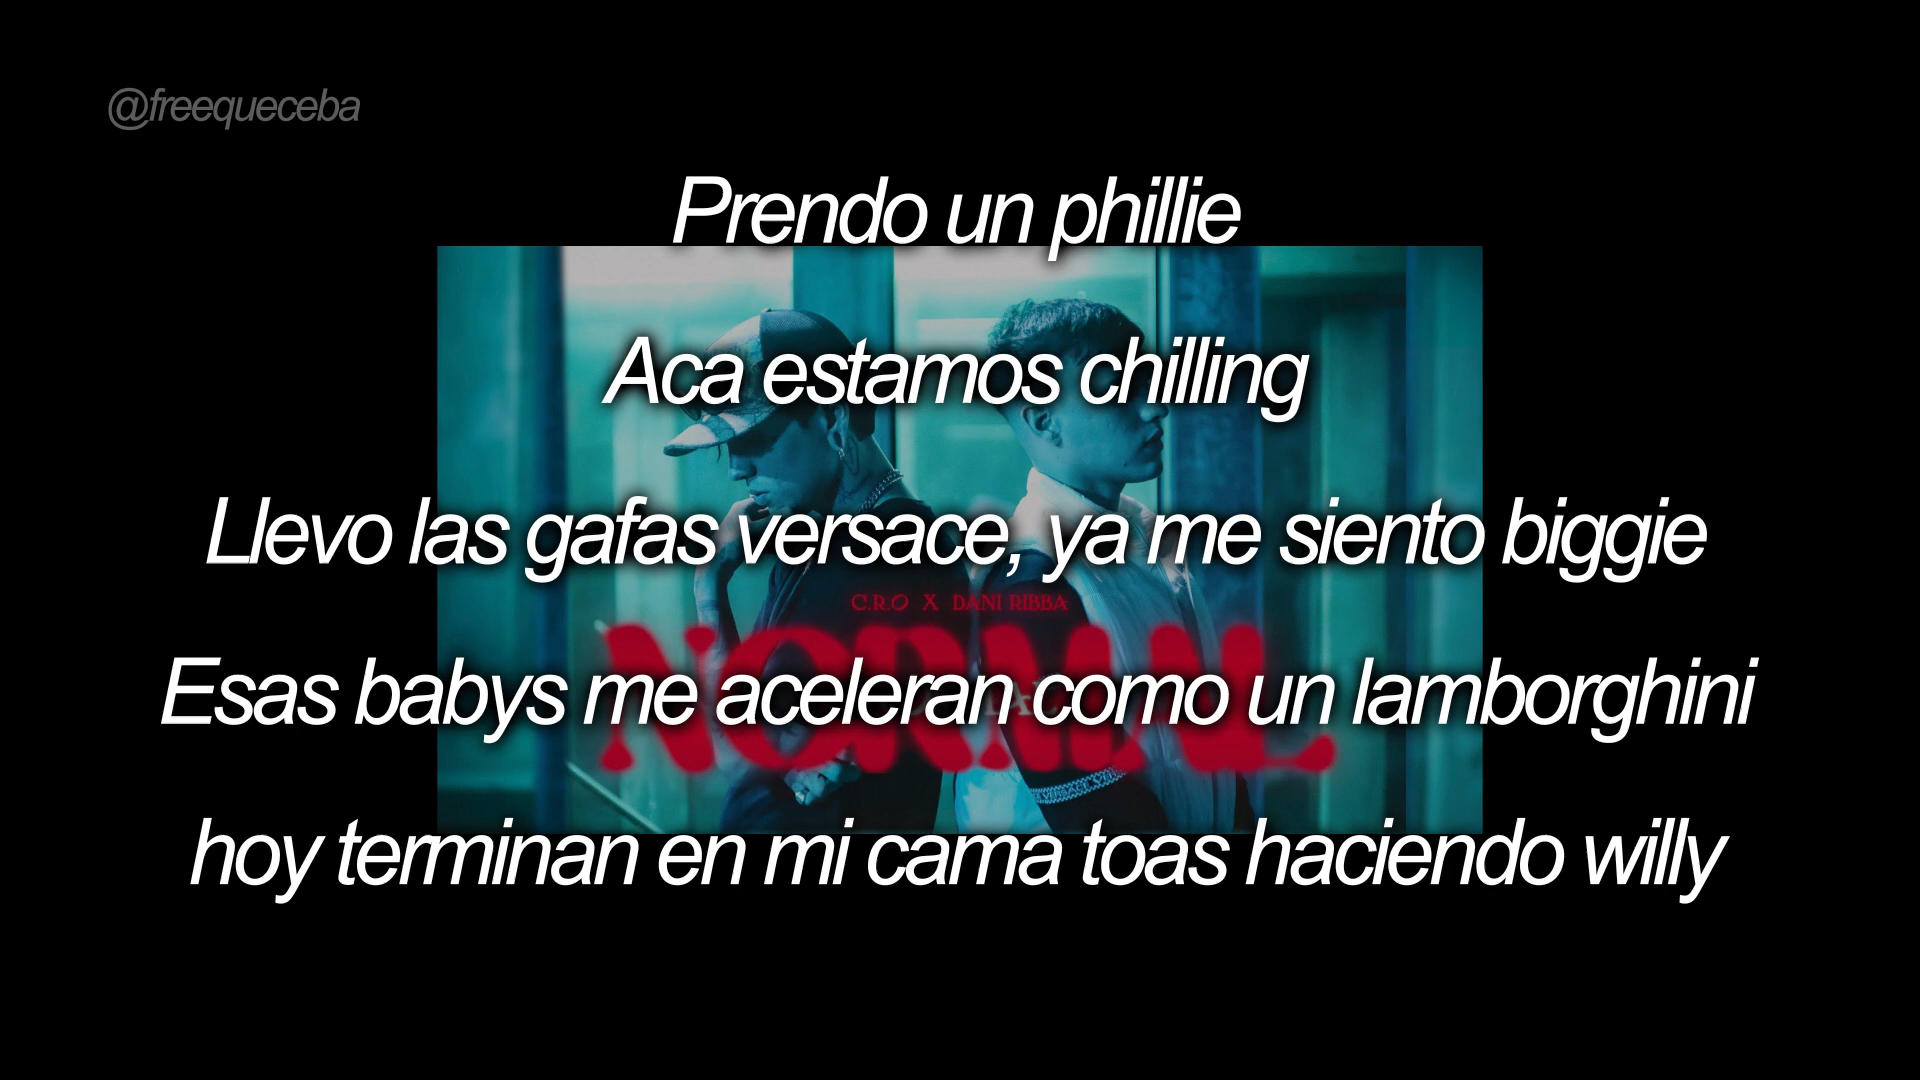 @freequeceba
Prendo un phillie
Aca estamos chilling
Llevo las gafas versace, ya me siento biggie
C.R.O X DANI RIBBA
NORMAL
Esas babys me aceleran como un lamborghini
hoy terminan en mi cama toas haciendo willy